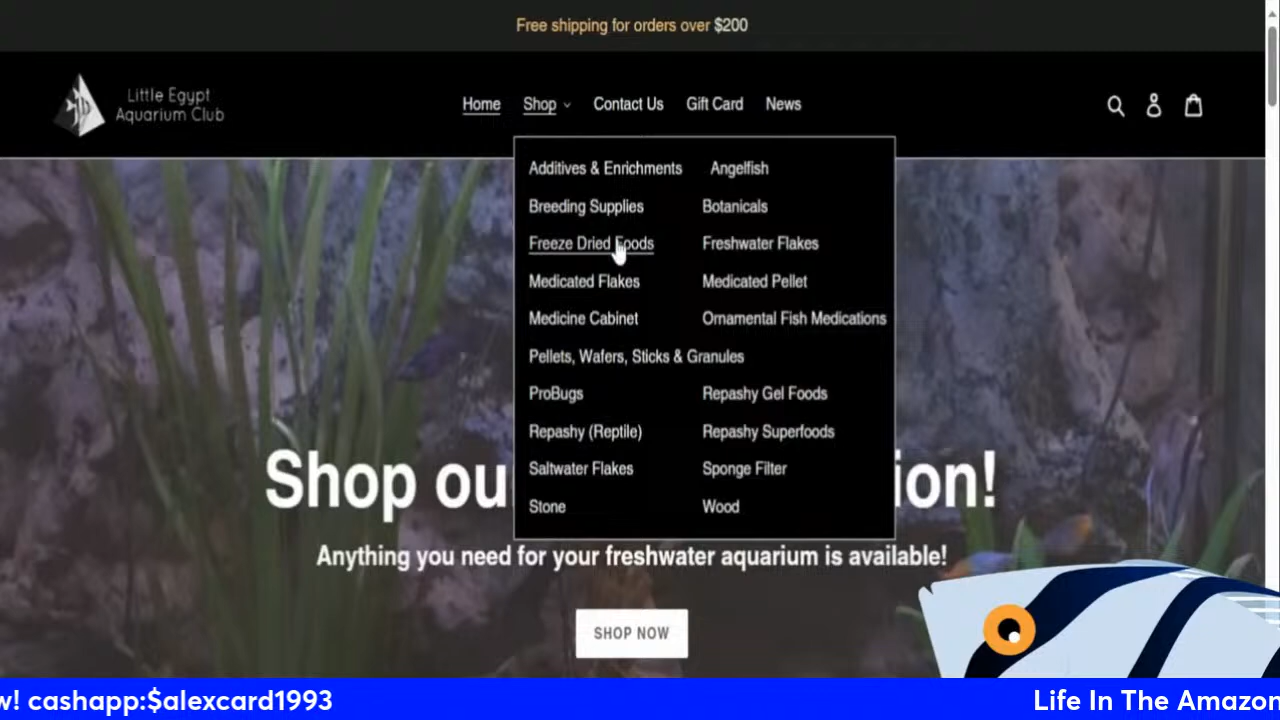 Free shipping for orders over $200
Little Egypt
Aquarium Club
Home Shop Contact Us Gift Card News
Additives & Enrichments Angelfish
Breeding Supplies Botanicals
Freeze Dried Foods Freshwater Flakes
Medicated Flakes Medicated Pellet
Medicine Cabinet Ornamental Fish Medications
Pellets, Wafers, Sticks & Granules
ProBugs Repashy Gel Foods
Repashy (Reptile) Repashy Superfoods
Saltwater Flakes Sponge Filter
Stone Wood
Shop ou ion!
Anything you need for your freshwater aquarium is available!
SHOP NOW
w! cashapp:$alexcard1993 Life In The Amazon